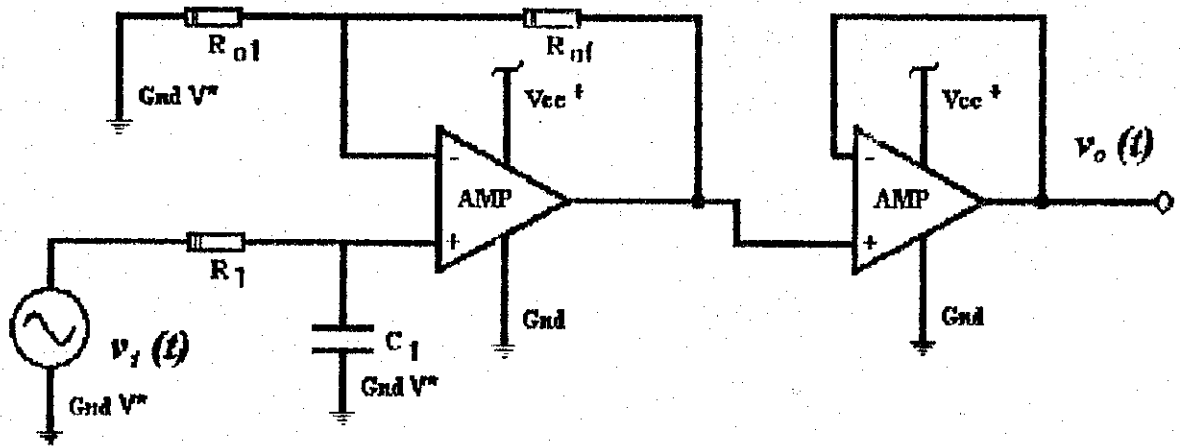 R o1
R of
Gnd V*
Vcc +
Vcc +
v o (t)
-
AMP
+
-
AMP
+
R 1
Gnd
Gnd
C 1
v i (t)
Gnd V*
Gnd V*